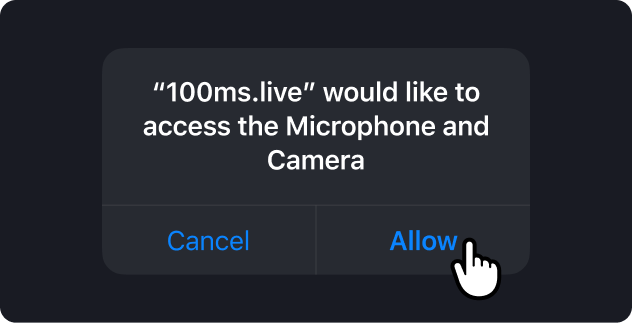 “100ms.live” would like to
access the Microphone and
Camera
Cancel
Allow